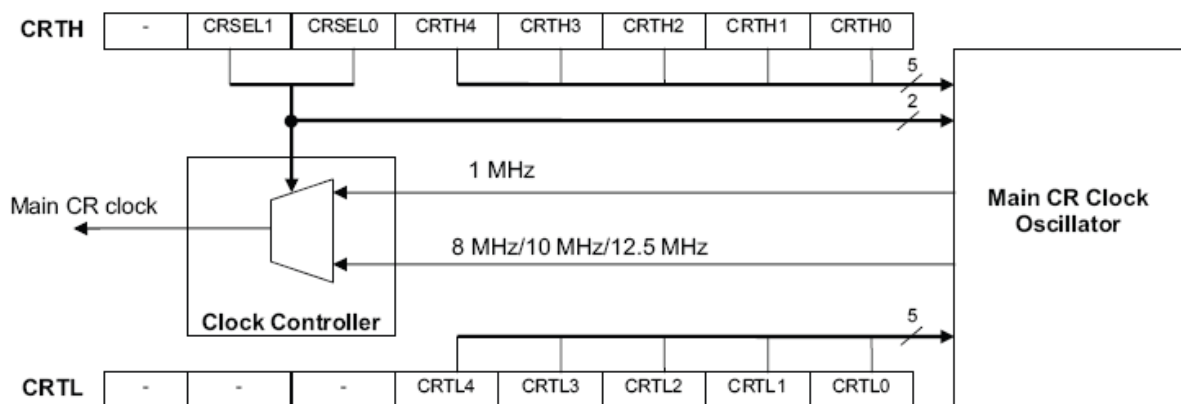 CRTH - CRSEL1 CRSEL0 CRTH4 CRTH3 CRTH2 CRTH1 CRTH0
5
2
1 MHz
Main CR clock
Main CR Clock
Oscillator
8 MHz/10 MHz/12.5 MHz
Clock Controller
5
CRTL - - - CRTL4 CRTL3 CRTL2 CRTL1 CRTL0